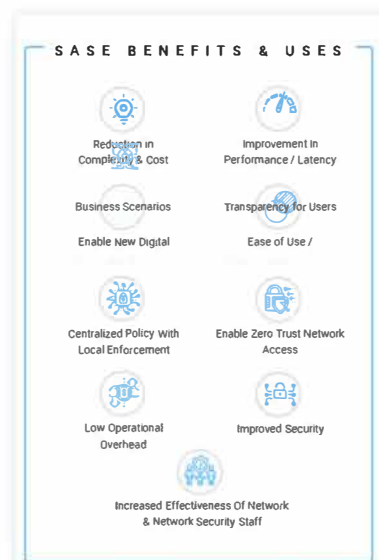 SASE BENEFITS & USES
Reduction in
Complexity & Cost
Improvement In
Performance / Latency
Business Scenarios
Enable New Digital
Transparency for Users
Ease of Use /
Centralized Policy With
Local Enforcement
Enable Zero Trust Network
Access
Low Operational
Overhead
Improved Security
Increased Effectiveness Of Network
& Network Security Staff